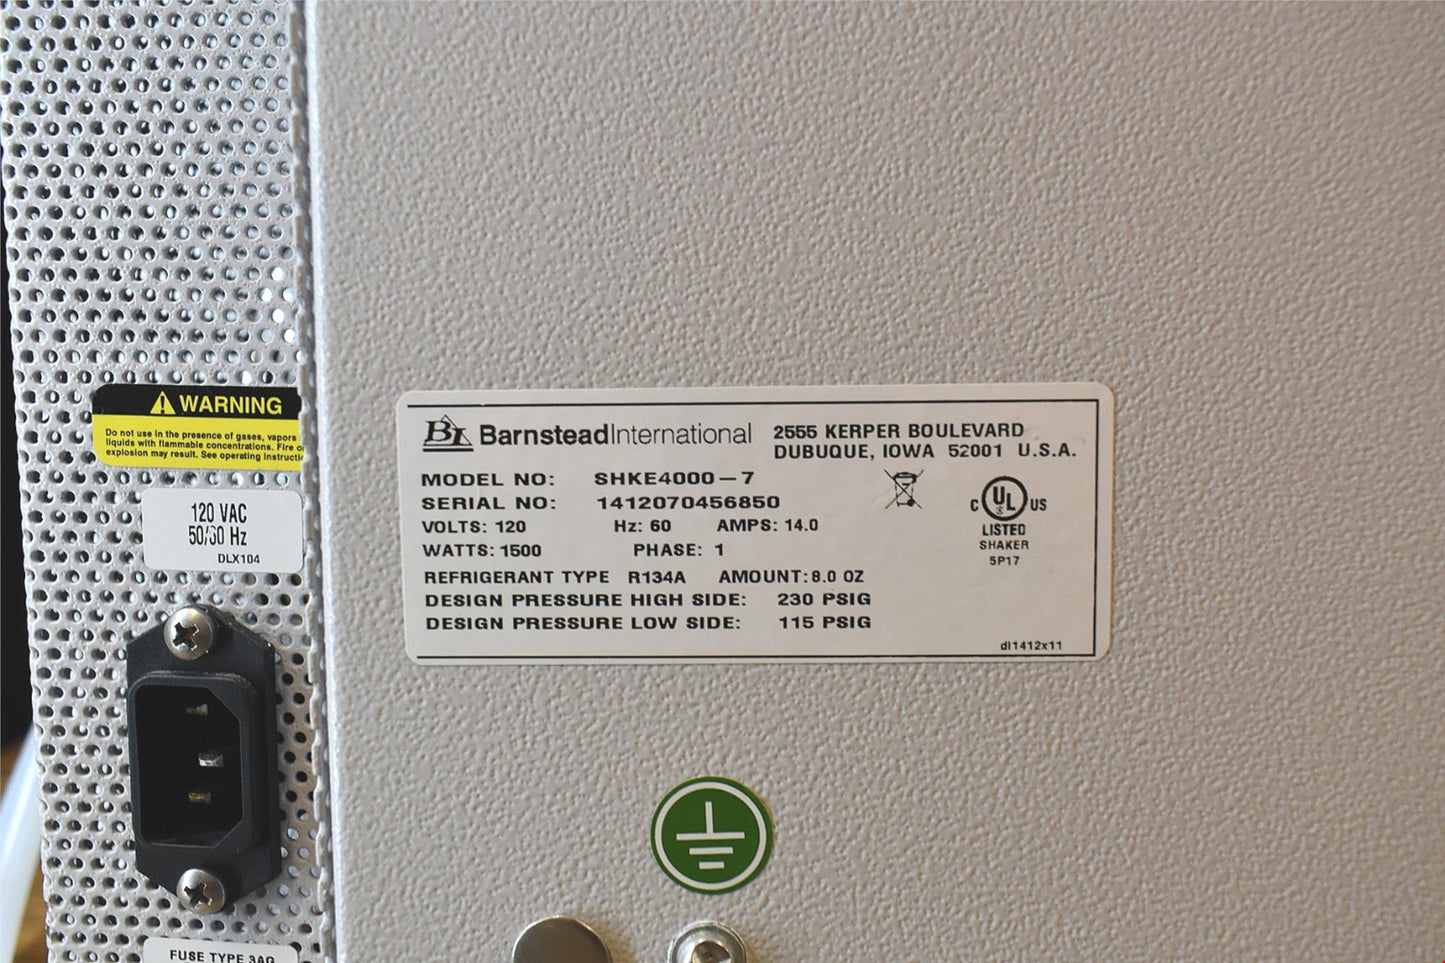 WARNING
Do not use in the presence of gases, vapors
liquids with flammable concentrations. Fire o
explosion may result. See operating instructi
120 VAC
50/60 Hz
DLX104
FUSE TYPE 3AG
BI BarnsteadInternational
2555 KERPER BOULEVARD
DUBUQUE, IOWA 52001 U.S.A.
MODEL NO: SHKE4000-7
SERIAL NO: 1412070456850
VOLTS: 120 Hz: 60 AMPS: 14.0
WATTS: 1500 PHASE: 1
REFRIGERANT TYPE R134A AMOUNT:8.0 OZ
DESIGN PRESSURE HIGH SIDE: 230 PSIG
DESIGN PRESSURE LOW SIDE: 115 PSIG
C UL US
LISTED
SHAKER
5P17
dl1412x11